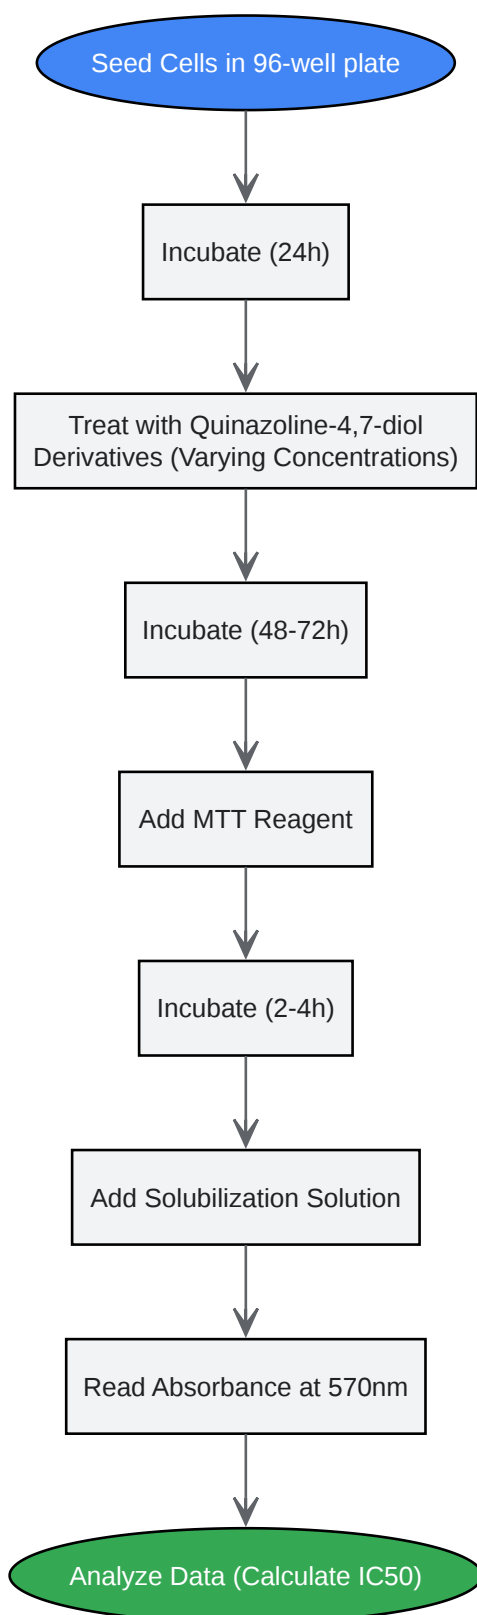 Seed Cells in 96-well plate
Incubate (24h)
Treat with Quinazoline-4,7-diol
Derivatives (Varying Concentrations)
Incubate (48-72h)
Add MTT Reagent
Incubate (2-4h)
Add Solubilization Solution
Read Absorbance at 570nm
Analyze Data (Calculate IC50)